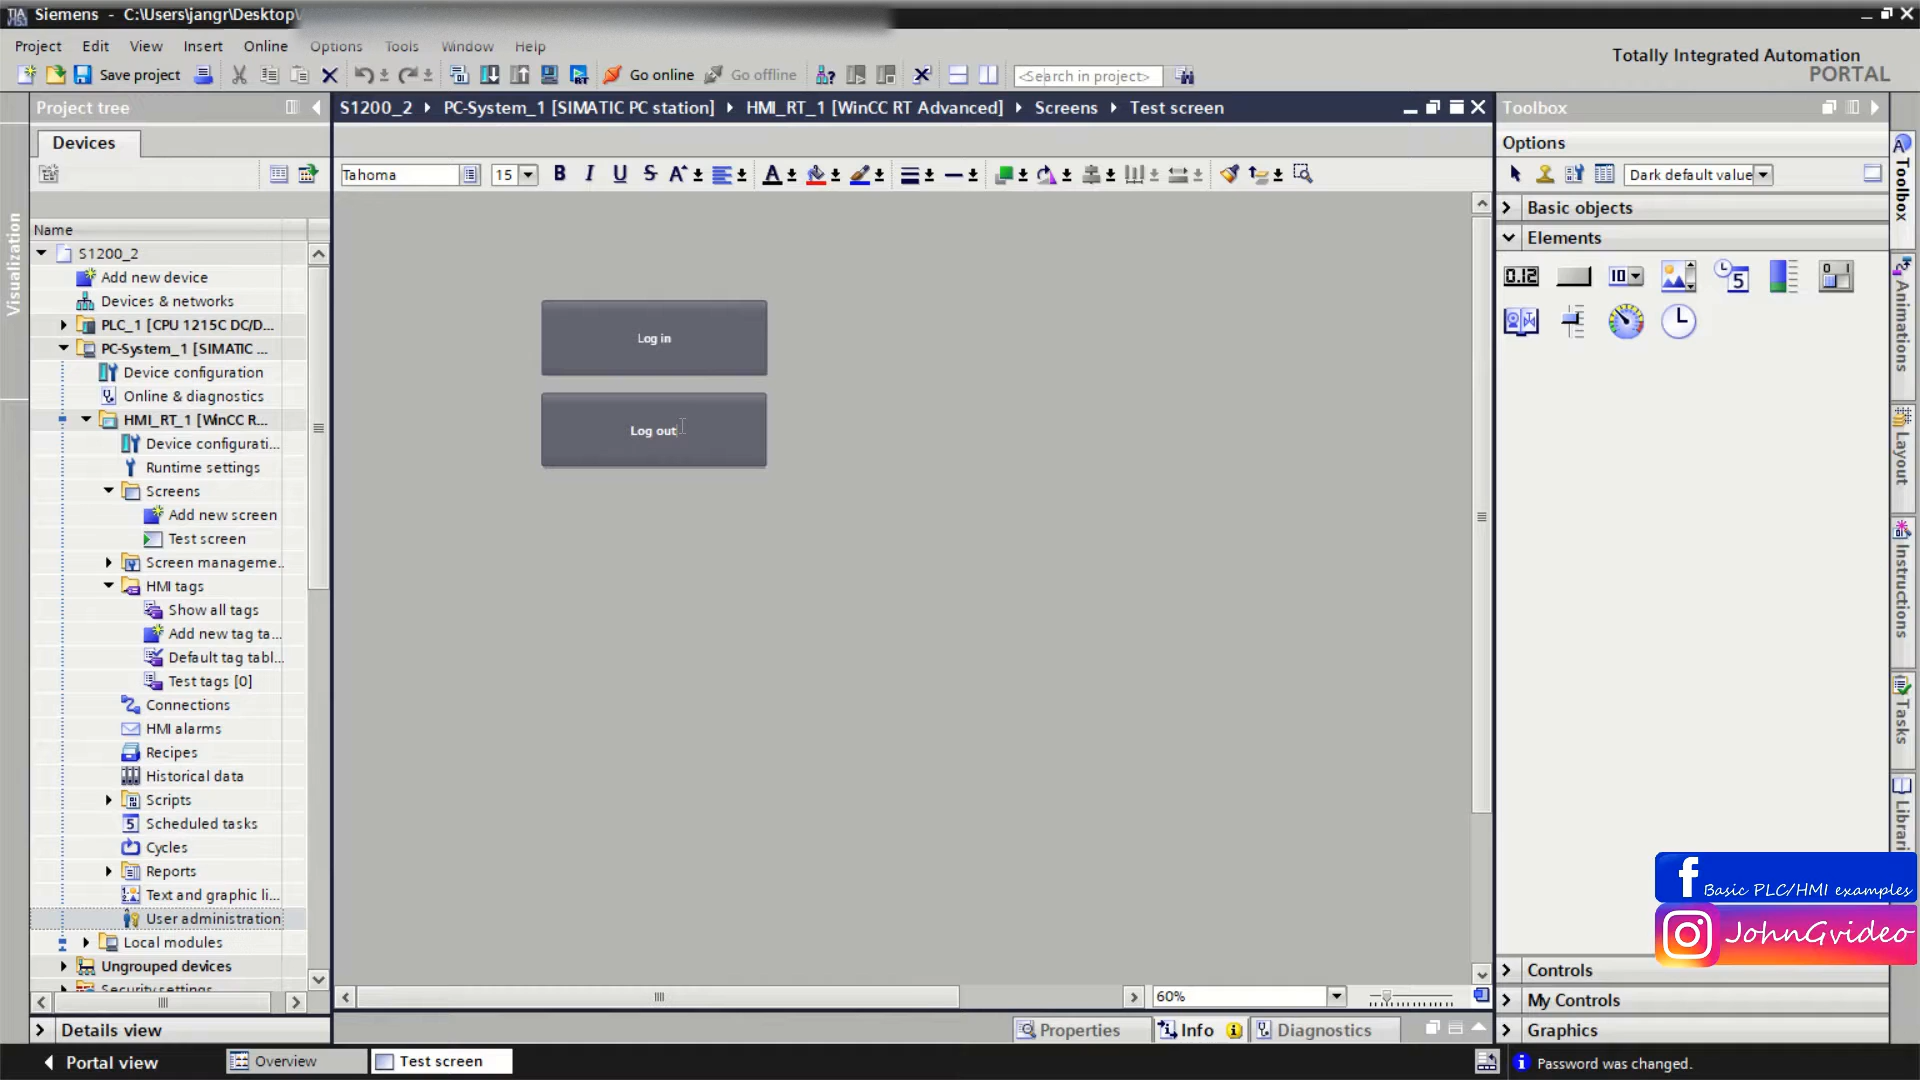 Siemens - C:\Users\jangr\Desktop\
Project Edit View Insert Online Options Tools Window Help
Totally Integrated Automation
PORTAL
Save project
Go online
Go offline
<Search in project>
Project tree
S1200_2 PC-System_1 [SIMATIC PC station] HMI_RT_1 [WinCC RT Advanced] Screens Test screen
Toolbox
Devices
Options
Tahoma
15
B I U S
Dark default value
Basic objects
Elements
0.12
10
5
Name
S1200_2
Add new device
Devices & networks
PLC_1 [CPU 1215C DC/D...
PC-System_1 [SIMATIC ...
Device configuration
Online & diagnostics
HMI_RT_1 [WinCC R...
Device configurati...
Runtime settings
Screens
Add new screen
Test screen
Screen manageme...
HMI tags
Show all tags
Add new tag ta...
Default tag tabl...
Test tags [0]
Connections
HMI alarms
Recipes
Historical data
Scripts
Scheduled tasks
Cycles
Reports
Text and graphic li...
User administration
Local modules
Ungrouped devices
Security settings
Details view
Visualization
Log in
Log out
60%
Properties
Info
Diagnostics
Controls
My Controls
Graphics
Toolbox
Animations
Layout
Instructions
Tasks
Librari
Basic PLC/HMI examples
JohnGvideo
Portal view
Overview
Test screen
Password was changed.